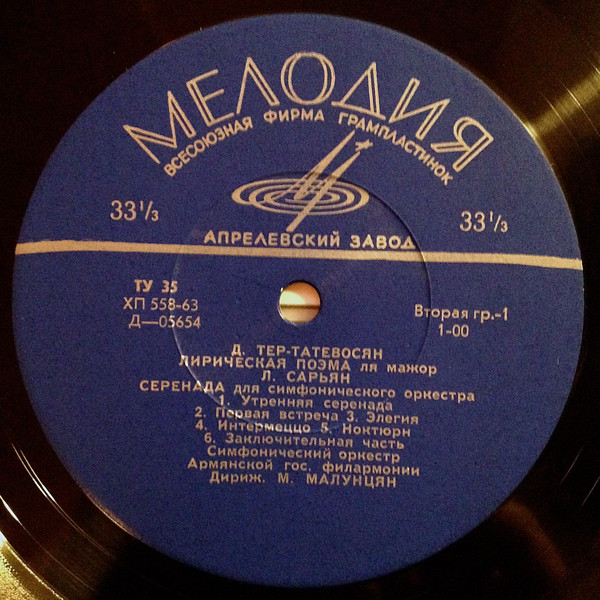 МЕЛОДИЯ
ВСЕСОЮЗНАЯ ФИРМА ГРАМПЛАСТИНОК
33⅓ 33⅓
АПРЕЛЕВСКИЙ ЗАВОД
ТУ 35
ХП 558-63
Д—05654
Вторая гр.-1
1-00
Д. ТЕР-ТАТЕВОСЯН
ЛИРИЧЕСКАЯ ПОЭМА ля мажор
Л. САРЬЯН
СЕРЕНАДА для симфонического оркестра
1. Утренняя серенада
2. Первая встреча 3. Элегия
4. Интермеццо 5. Ноктюрн
6. Заключительная часть
Симфонический оркестр
Армянской гос. филармонии
Дириж. М. МАЛУНЦЯН